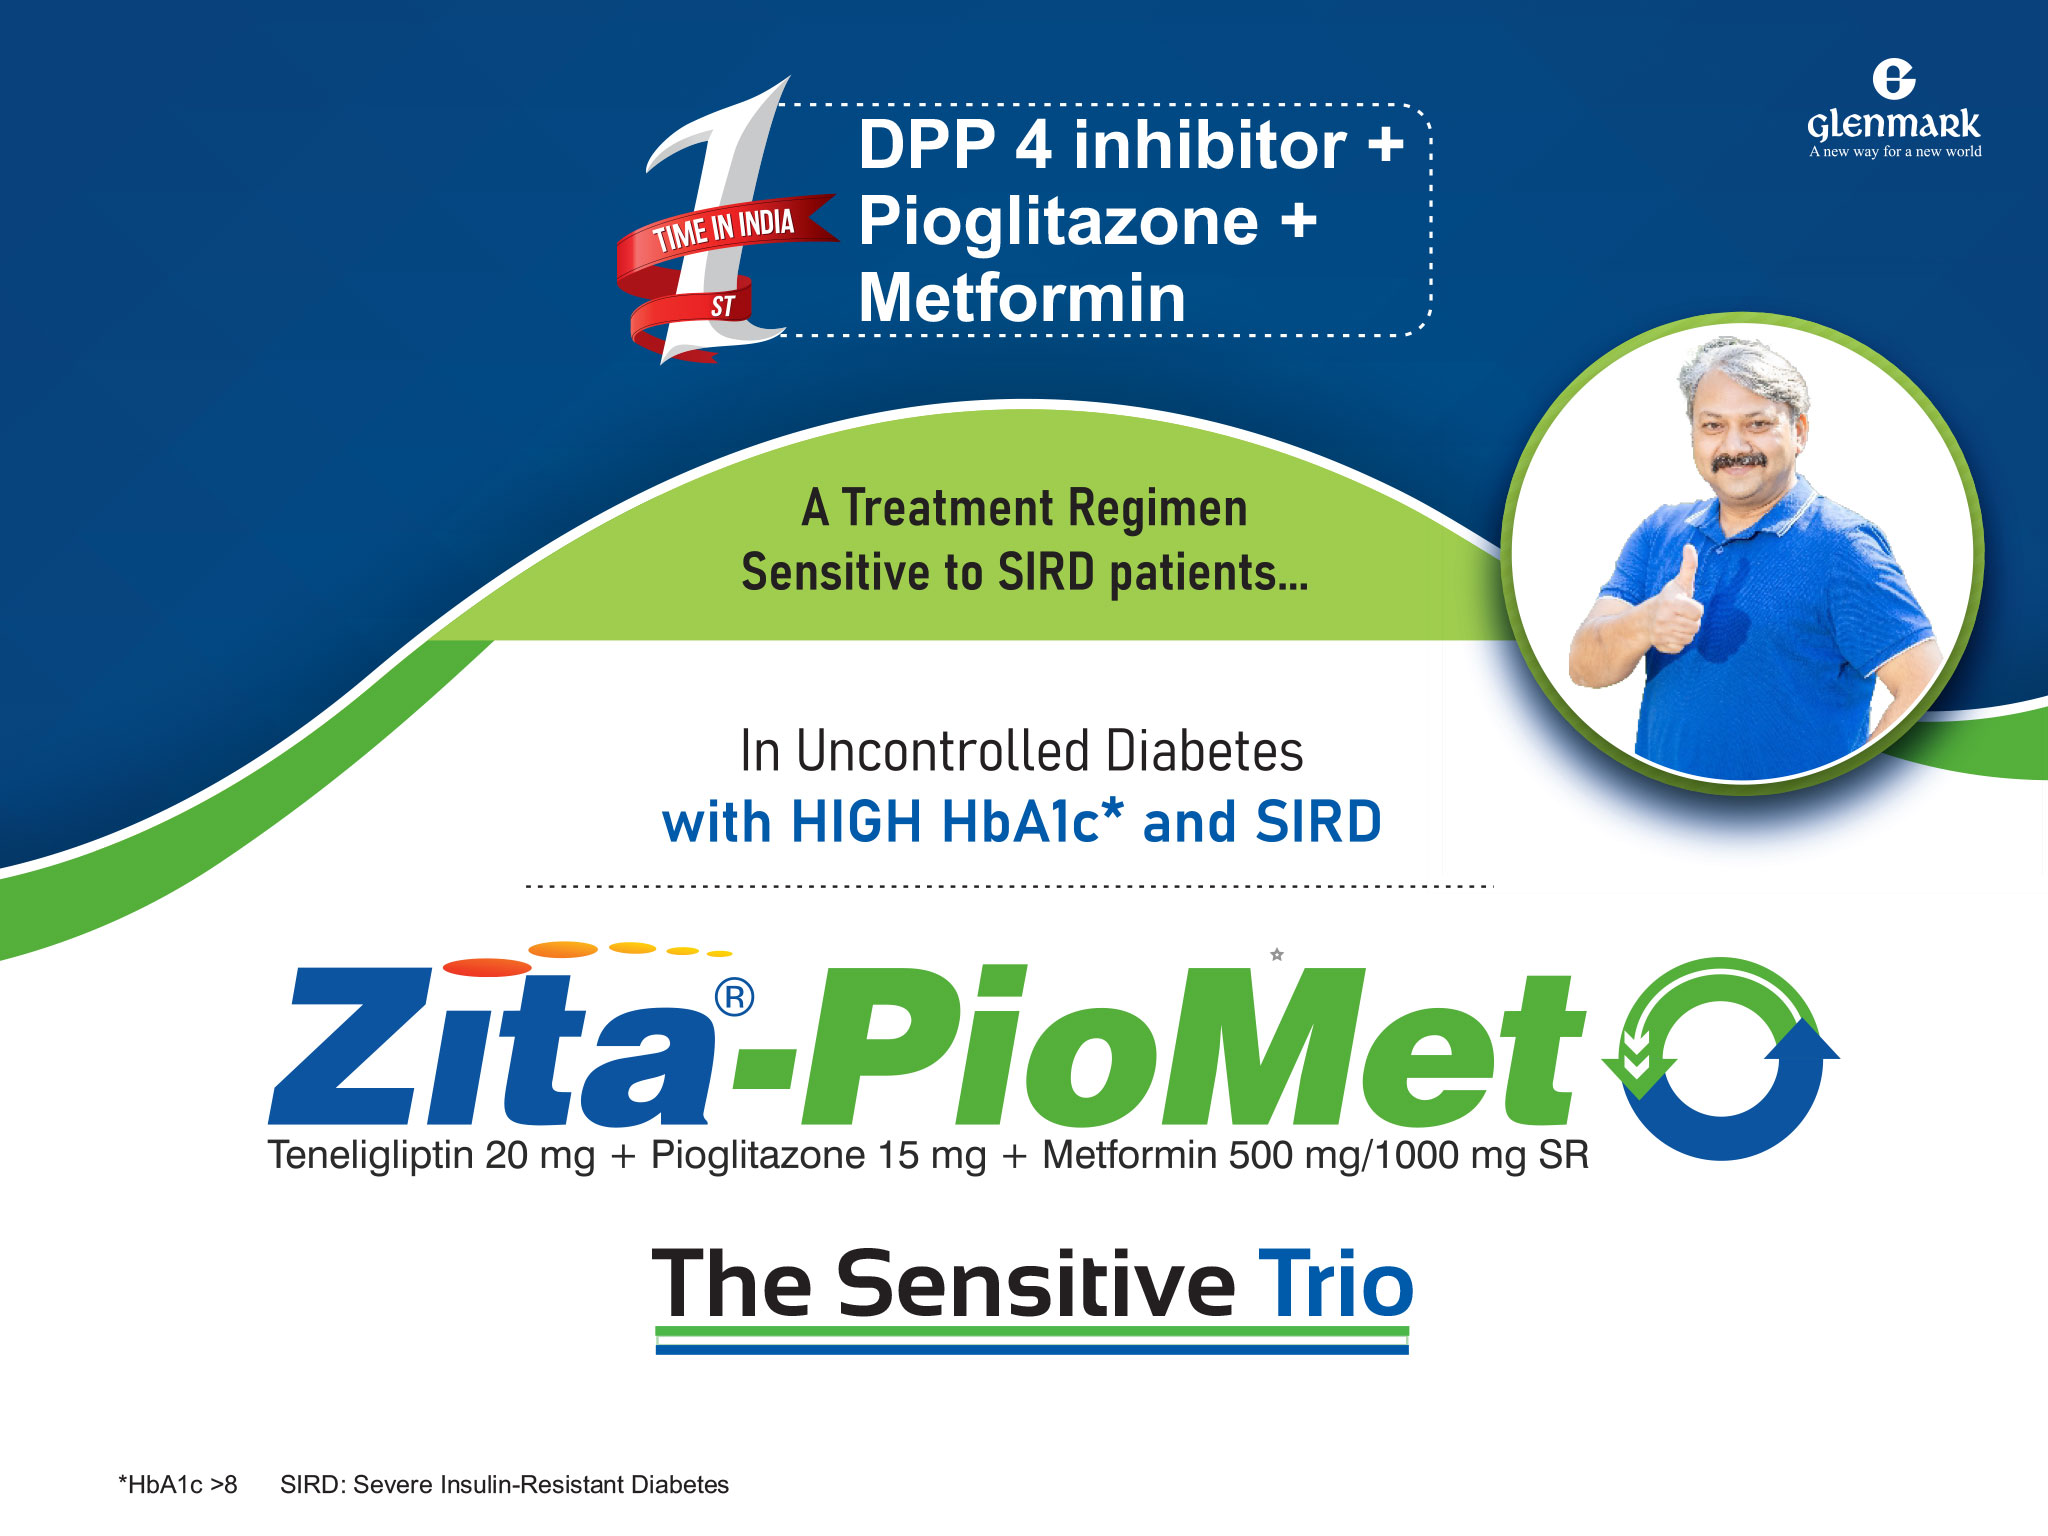 1
TIME IN INDIA
ST
DPP 4 inhibitor +
Pioglitazone +
Metformin
GLENMARK
A new way for a new world
A Treatment Regimen
Sensitive to SIRD patients...
In Uncontrolled Diabetes
with HIGH HbA1c* and SIRD
Zita®-PioMet
Teneligliptin 20 mg + Pioglitazone 15 mg + Metformin 500 mg/1000 mg SR
The Sensitive Trio
*HbA1c >8 SIRD: Severe Insulin-Resistant Diabetes